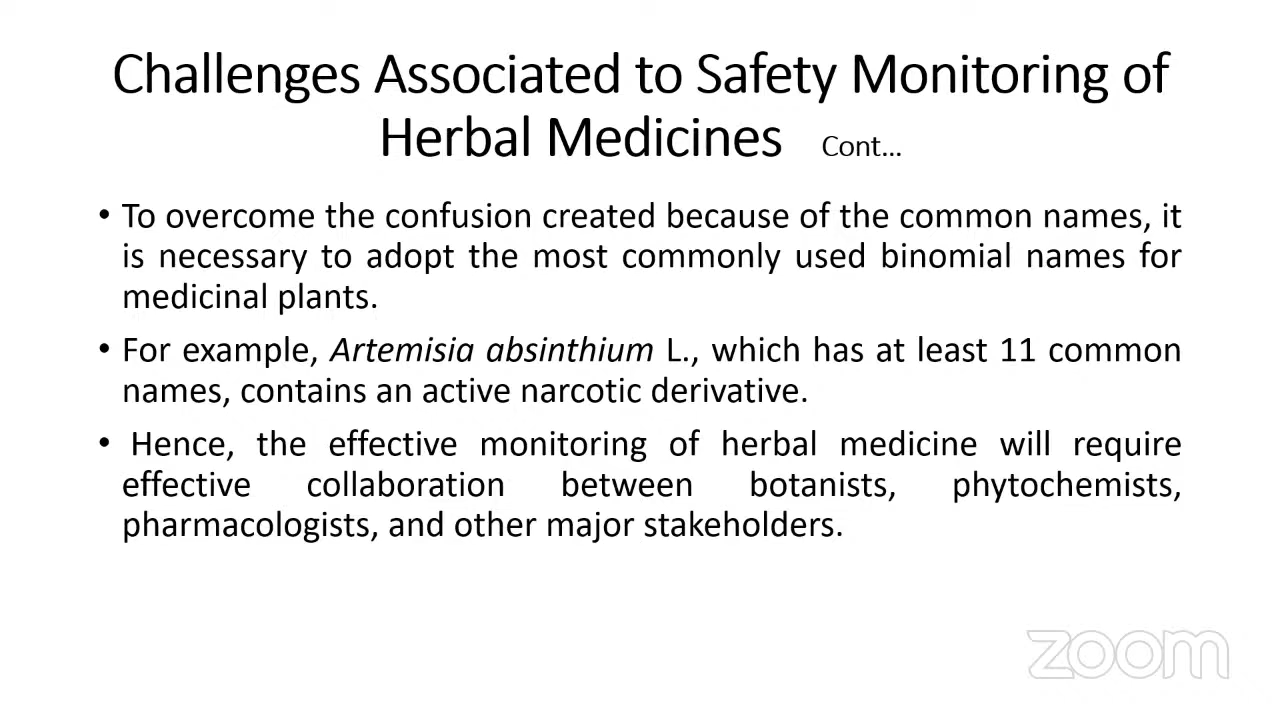 Challenges Associated to Safety Monitoring of
Herbal Medicines Cont...
• To overcome the confusion created because of the common names, it
is necessary to adopt the most commonly used binomial names for
medicinal plants.
• For example, Artemisia absinthium L., which has at least 11 common
names, contains an active narcotic derivative.
• Hence, the effective monitoring of herbal medicine will require
effective collaboration between botanists, phytochemists,
pharmacologists, and other major stakeholders.
zoom